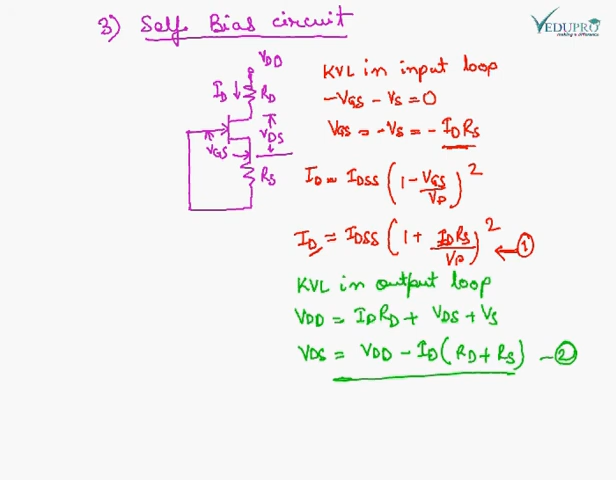 3) Self Bias circuit
VEDUPRO
making a difference
VDD
ID ↓ RD
VDS
VGS
RS
KVL in input loop
-VGS - VS = 0
VGS = -VS = - IDRS
ID = IDSS (1 - VGS/VP)²
ID = IDSS (1 + IDRS/VP)² ← ①
KVL in output loop
VDD = IDRD + VDS + VS
VDS = VDD - ID(RD + RS) - ②